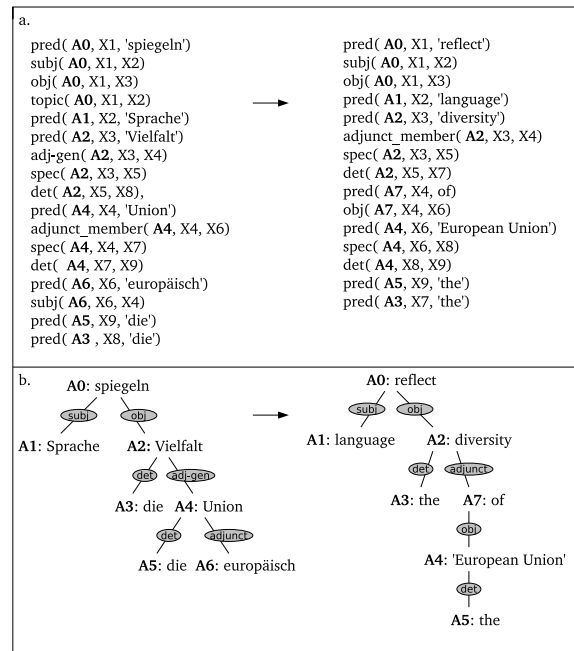 a.
pred( A0, X1, 'spiegeln')
subj( A0, X1, X2)
obj( A0, X1, X3)
topic( A0, X1, X2)
pred( A1, X2, 'Sprache')
pred( A2, X3, 'Vielfalt')
adj-gen( A2, X3, X4)
spec( A2, X3, X5)
det( A2, X5, X8),
pred( A4, X4, 'Union')
adjunct_member( A4, X4, X6)
spec( A4, X4, X7)
det( A4, X7, X9)
pred( A6, X6, 'europäisch')
subj( A6, X6, X4)
pred( A5, X9, 'die')
pred( A3 , X8, 'die')
pred( A0, X1, 'reflect')
subj( A0, X1, X2)
obj( A0, X1, X3)
pred( A1, X2, 'language')
pred( A2, X3, 'diversity')
adjunct_member( A2, X3, X4)
spec( A2, X3, X5)
det( A2, X5, X7)
pred( A7, X4, of)
obj( A7, X4, X6)
pred( A4, X6, 'European Union')
spec( A4, X6, X8)
det( A4, X8, X9)
pred( A5, X9, 'the')
pred( A3, X7, 'the')
b.
A0: spiegeln
subj obj
A1: Sprache A2: Vielfalt
det adj-gen
A3: die A4: Union
det adjunct
A5: die A6: europäisch
A0: reflect
subj obj
A1: language A2: diversity
det adjunct
A3: the A7: of
obj
A4: 'European Union'
det
A5: the